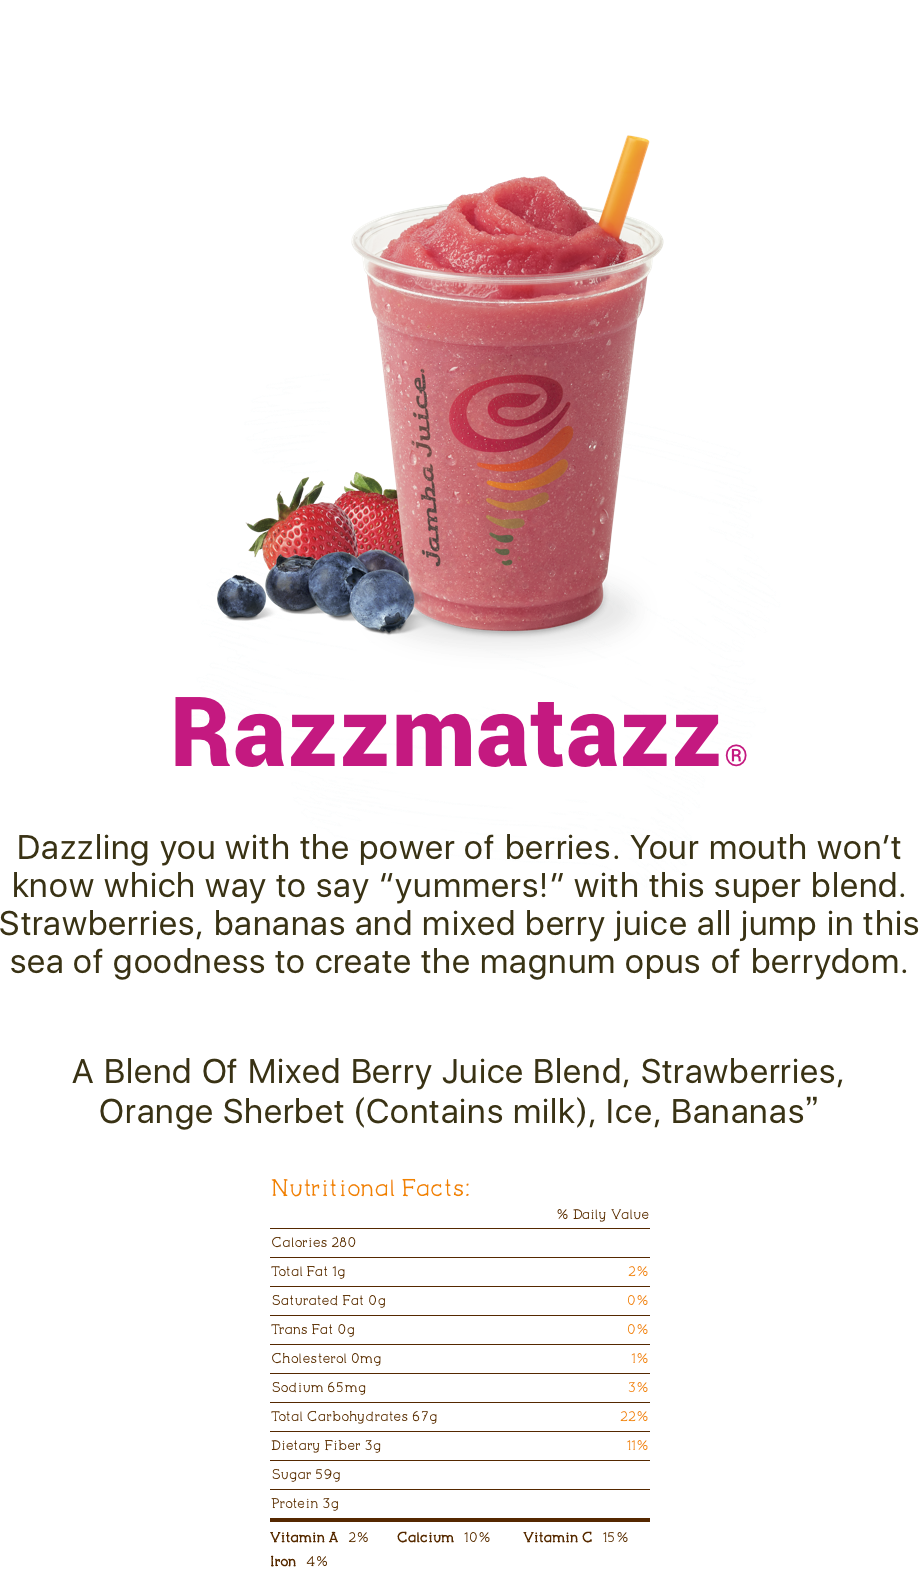 jamba juice.
Razzmatazz®
Dazzling you with the power of berries. Your mouth won’t
know which way to say “yummers!” with this super blend.
Strawberries, bananas and mixed berry juice all jump in this
sea of goodness to create the magnum opus of berrydom.
A Blend Of Mixed Berry Juice Blend, Strawberries,
Orange Sherbet (Contains milk), Ice, Bananas”
Nutritional Facts:
% Daily Value
Calories 280
Total Fat 1g 2%
Saturated Fat 0g 0%
Trans Fat 0g 0%
Cholesterol 0mg 1%
Sodium 65mg 3%
Total Carbohydrates 67g 22%
Dietary Fiber 3g 11%
Sugar 59g
Protein 3g
Vitamin A 2% Calcium 10% Vitamin C 15%
Iron 4%